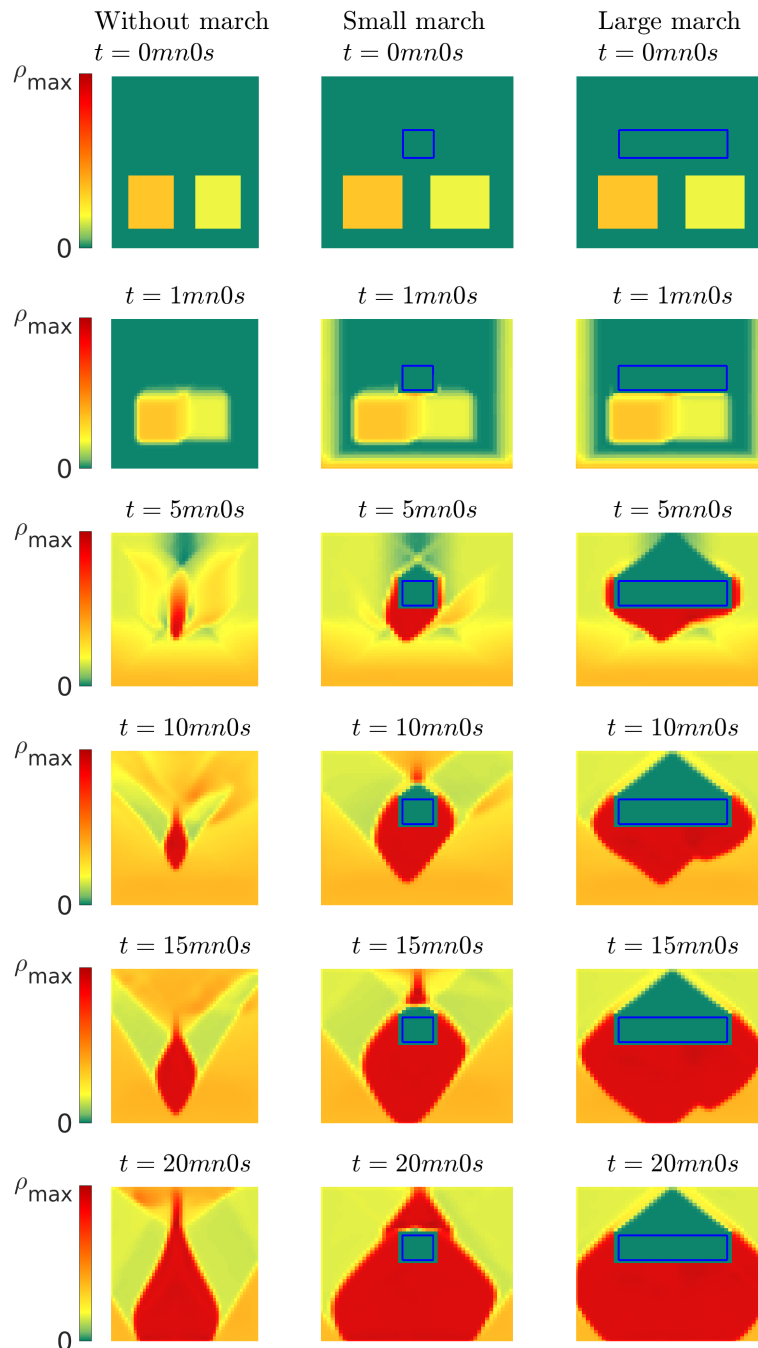 Without march Small march Large march
t = 0mn0s t = 0mn0s t = 0mn0s
ρmax
0
t = 1mn0s t = 1mn0s t = 1mn0s
ρmax
0
t = 5mn0s t = 5mn0s t = 5mn0s
ρmax
0
t = 10mn0s t = 10mn0s t = 10mn0s
ρmax
0
t = 15mn0s t = 15mn0s t = 15mn0s
ρmax
0
t = 20mn0s t = 20mn0s t = 20mn0s
ρmax
0